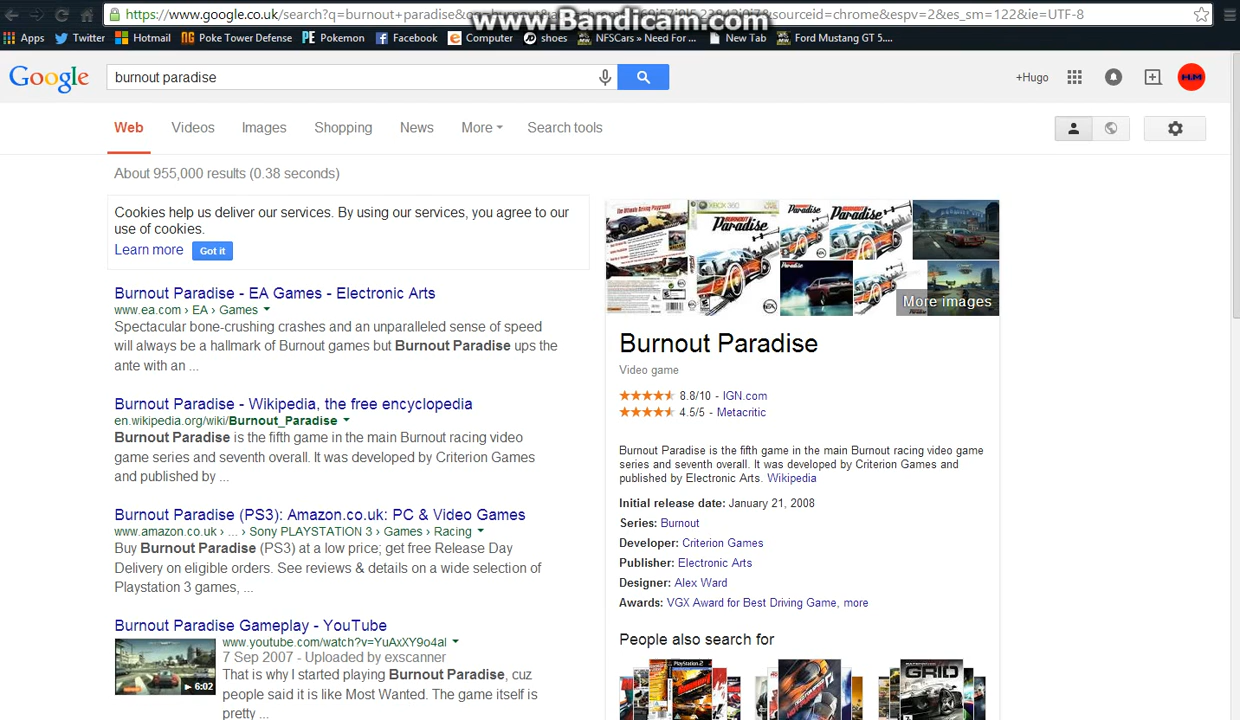 https://www.google.co.uk/search?q=burnout+paradise&
www.Bandicam.com
sourceid=chrome&espv=2&es_sm=122&ie=UTF-8
Apps Twitter Hotmail Poke Tower Defense Pokemon Facebook Computer shoes NFSCars » Need For ... New Tab Ford Mustang GT 5....
Google burnout paradise +Hugo H.M
Web Videos Images Shopping News More Search tools
About 955,000 results (0.38 seconds)
Cookies help us deliver our services. By using our services, you agree to our
use of cookies.
Learn more Got it
Burnout Paradise - EA Games - Electronic Arts
www.ea.com › EA › Games
Spectacular bone-crushing crashes and an unparalleled sense of speed
will always be a hallmark of Burnout games but Burnout Paradise ups the
ante with an ...
Burnout Paradise - Wikipedia, the free encyclopedia
en.wikipedia.org/wiki/Burnout_Paradise
Burnout Paradise is the fifth game in the main Burnout racing video
game series and seventh overall. It was developed by Criterion Games
and published by ...
Burnout Paradise (PS3): Amazon.co.uk: PC & Video Games
www.amazon.co.uk › ... › Sony PLAYSTATION 3 › Games › Racing
Buy Burnout Paradise (PS3) at a low price; get free Release Day
Delivery on eligible orders. See reviews & details on a wide selection of
Playstation 3 games, ...
Burnout Paradise Gameplay - YouTube
www.youtube.com/watch?v=YuAxXY9o4aI
7 Sep 2007 - Uploaded by exscanner
That is why I started playing Burnout Paradise, cuz
people said it is like Most Wanted. The game itself is
pretty ...
6:02
XBOX 360
Burnout Paradise
More images
Burnout Paradise
Video game
8.8/10 - IGN.com
4.5/5 - Metacritic
Burnout Paradise is the fifth game in the main Burnout racing video game
series and seventh overall. It was developed by Criterion Games and
published by Electronic Arts. Wikipedia
Initial release date: January 21, 2008
Series: Burnout
Developer: Criterion Games
Publisher: Electronic Arts
Designer: Alex Ward
Awards: VGX Award for Best Driving Game, more
People also search for
PlayStation 2
GRID